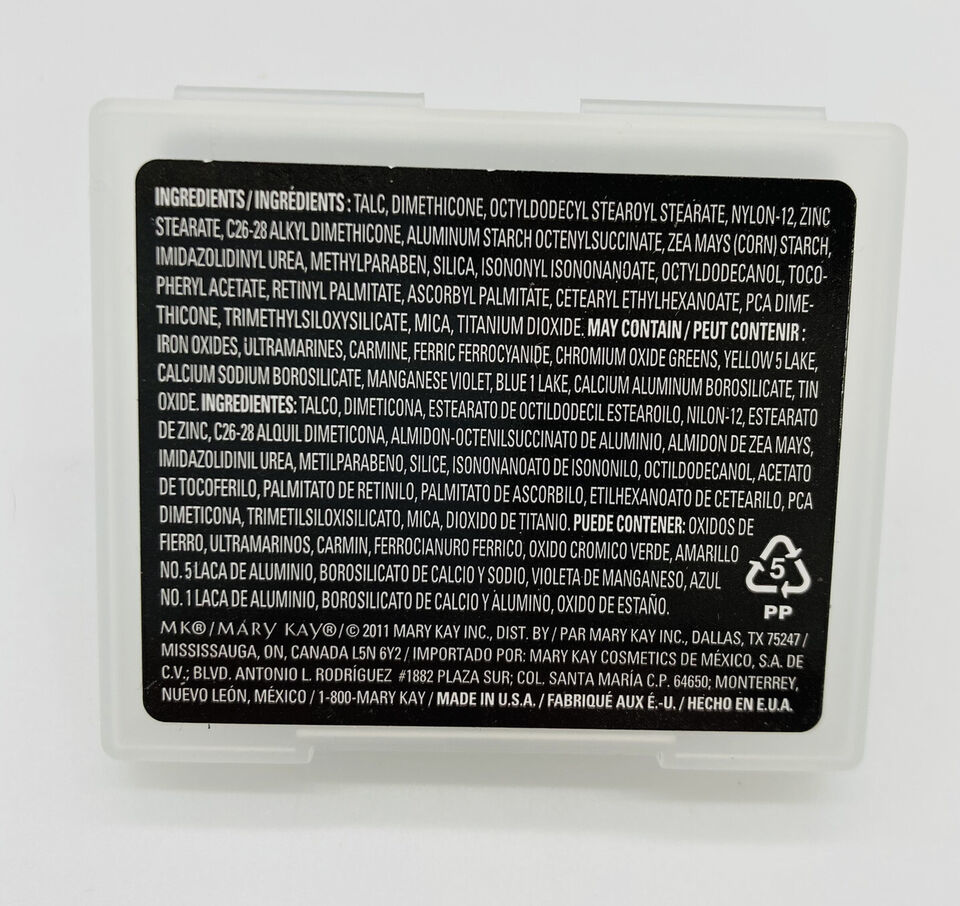 INGREDIENTS / INGRÉDIENTS : TALC, DIMETHICONE, OCTYLDODECYL STEAROYL STEARATE, NYLON-12, ZINC
STEARATE, C26-28 ALKYL DIMETHICONE, ALUMINUM STARCH OCTENYLSUCCINATE, ZEA MAYS (CORN) STARCH,
IMIDAZOLIDINYL UREA, METHYLPARABEN, SILICA, ISONONYL ISONONANOATE, OCTYLDODECANOL, TOCO-
PHERYL ACETATE, RETINYL PALMITATE, ASCORBYL PALMITATE, CETEARYL ETHYLHEXANOATE, PCA DIME-
THICONE, TRIMETHYLSILOXYSILICATE, MICA, TITANIUM DIOXIDE. MAY CONTAIN / PEUT CONTENIR :
IRON OXIDES, ULTRAMARINES, CARMINE, FERRIC FERROCYANIDE, CHROMIUM OXIDE GREENS, YELLOW 5 LAKE,
CALCIUM SODIUM BOROSILICATE, MANGANESE VIOLET, BLUE 1 LAKE, CALCIUM ALUMINUM BOROSILICATE, TIN
OXIDE. INGREDIENTES: TALCO, DIMETICONA, ESTEARATO DE OCTILDODECIL ESTEAROILO, NILON-12, ESTEARATO
DE ZINC, C26-28 ALQUIL DIMETICONA, ALMIDON-OCTENILSUCCINATO DE ALUMINIO, ALMIDON DE ZEA MAYS,
IMIDAZOLIDINIL UREA, METILPARABENO, SILICE, ISONONANOATO DE ISONONILO, OCTILDODECANOL, ACETATO
DE TOCOFERILO, PALMITATO DE RETINILO, PALMITATO DE ASCORBILO, ETILHEXANOATO DE CETEARILO, PCA
DIMETICONA, TRIMETILSILOXISILICATO, MICA, DIOXIDO DE TITANIO. PUEDE CONTENER: OXIDOS DE
FIERRO, ULTRAMARINOS, CARMIN, FERROCIANURO FERRICO, OXIDO CROMICO VERDE, AMARILLO
NO. 5 LACA DE ALUMINIO, BOROSILICATO DE CALCIO Y SODIO, VIOLETA DE MANGANESO, AZUL
NO. 1 LACA DE ALUMINIO, BOROSILICATO DE CALCIO Y ALUMINO, OXIDO DE ESTAÑO.
5
PP
MK® / MARY KAY® / © 2011 MARY KAY INC., DIST. BY / PAR MARY KAY INC., DALLAS, TX 75247 /
MISSISSAUGA, ON, CANADA L5N 6Y2 / IMPORTADO POR: MARY KAY COSMETICS DE MÉXICO, S.A. DE
C.V.; BLVD. ANTONIO L. RODRÍGUEZ #1882 PLAZA SUR; COL. SANTA MARÍA C.P. 64650; MONTERREY,
NUEVO LEÓN, MÉXICO / 1-800-MARY KAY / MADE IN U.S.A. / FABRIQUÉ AUX É.-U. / HECHO EN E.U.A.